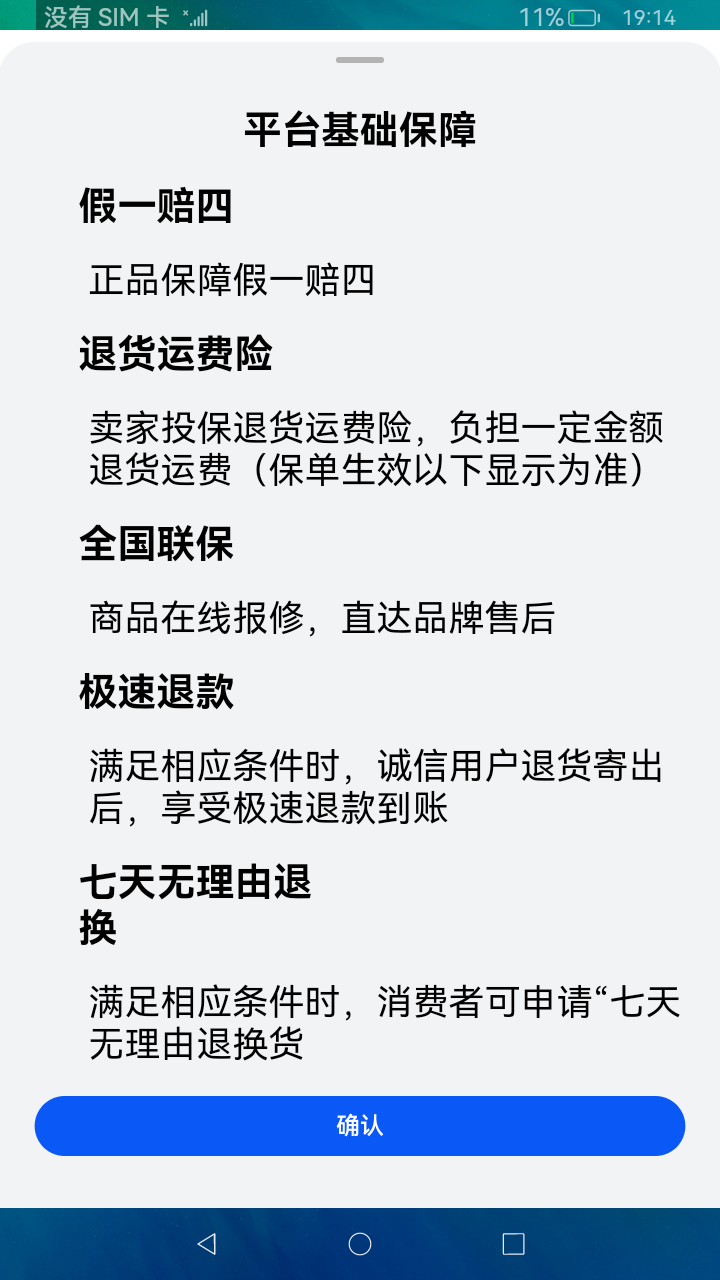 没有 SIM 卡
11%
19:14
平台基础保障
假一赔四
正品保障假一赔四
退货运费险
卖家投保退货运费险，负担一定金额
退货运费（保单生效以下显示为准）
全国联保
商品在线报修，直达品牌售后
极速退款
满足相应条件时，诚信用户退货寄出
后，享受极速退款到账
七天无理由退
换
满足相应条件时，消费者可申请“七天
无理由退换货
确认